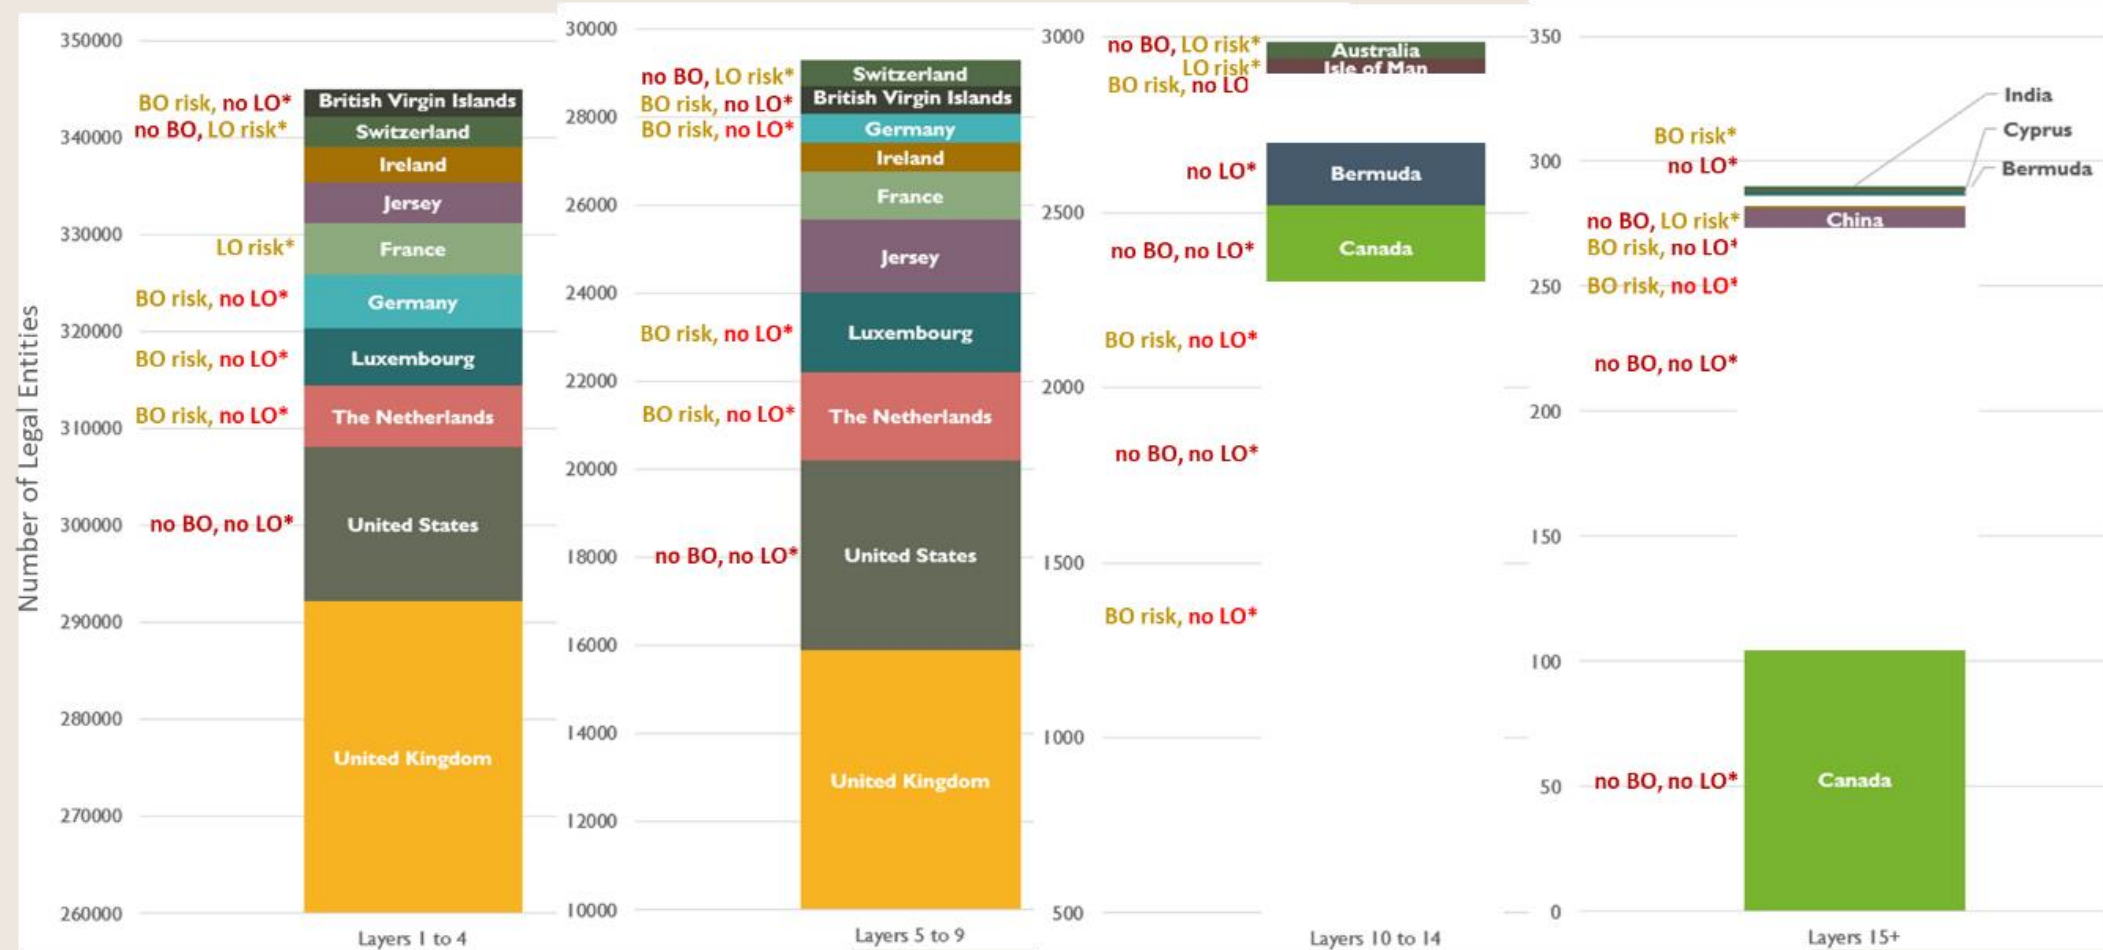 Number of Legal Entities
350000
340000
330000
320000
310000
300000
290000
280000
270000
260000
BO risk, no LO*
no BO, LO risk*
LO risk*
BO risk, no LO*
BO risk, no LO*
BO risk, no LO*
no BO, no LO*
British Virgin Islands
Switzerland
Ireland
Jersey
France
Germany
Luxembourg
The Netherlands
United States
United Kingdom
Layers 1 to 4
30000
28000
26000
24000
22000
20000
18000
16000
14000
12000
10000
no BO, LO risk*
BO risk, no LO*
BO risk, no LO*
BO risk, no LO*
BO risk, no LO*
no BO, no LO*
Switzerland
British Virgin Islands
Germany
Ireland
France
Jersey
Luxembourg
The Netherlands
United States
United Kingdom
Layers 5 to 9
3000
2500
2000
1500
1000
500
no BO, LO risk*
LO risk*
BO risk, no LO
no LO*
no BO, no LO*
BO risk, no LO*
no BO, no LO*
BO risk, no LO*
Australia
Isle of Man
Bermuda
Canada
Layers 10 to 14
350
300
250
200
150
100
50
0
BO risk*
no LO*
no BO, LO risk*
BO risk, no LO*
BO risk, no LO*
no BO, no LO*
no BO, no LO*
India
Cyprus
Bermuda
China
Canada
Layers 15+